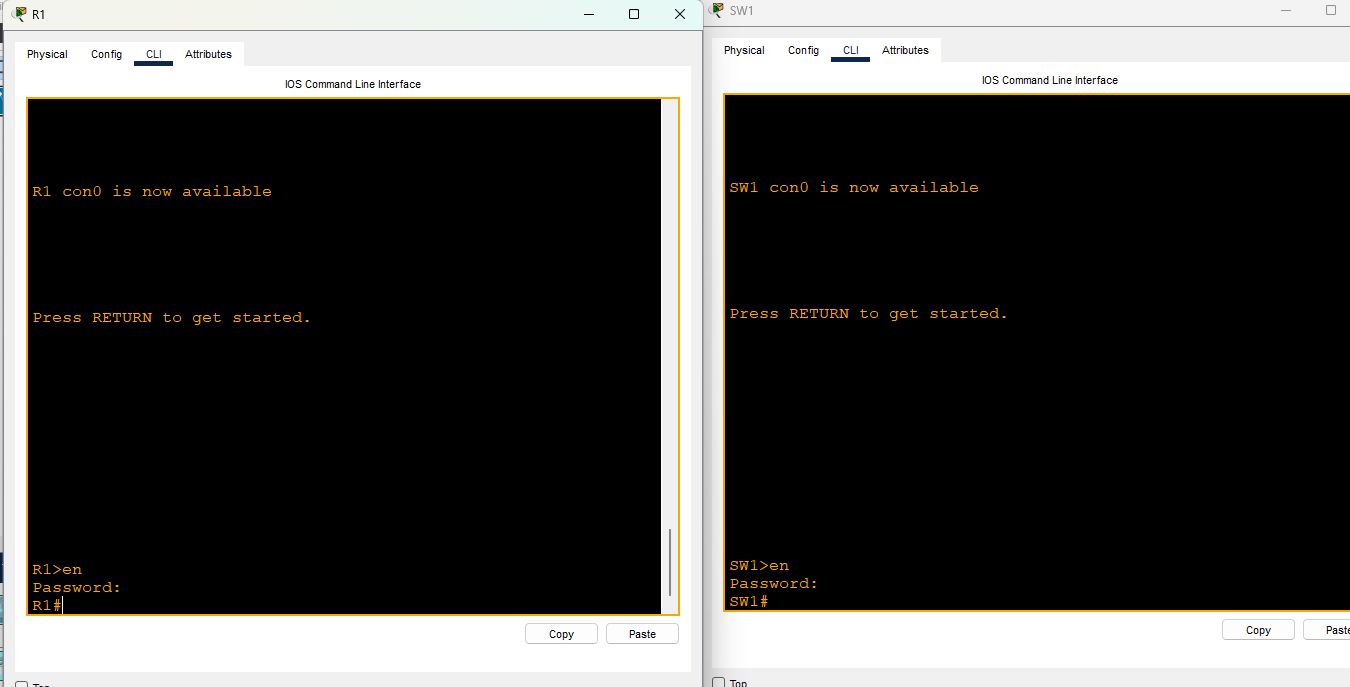 R1
Physical Config CLI Attributes
IOS Command Line Interface
R1 con0 is now available
Press RETURN to get started.
R1>en
Password:
R1#
Copy Paste
Top
SW1
Physical Config CLI Attributes
IOS Command Line Interface
SW1 con0 is now available
Press RETURN to get started.
SW1>en
Password:
SW1#
Copy Paste
Top